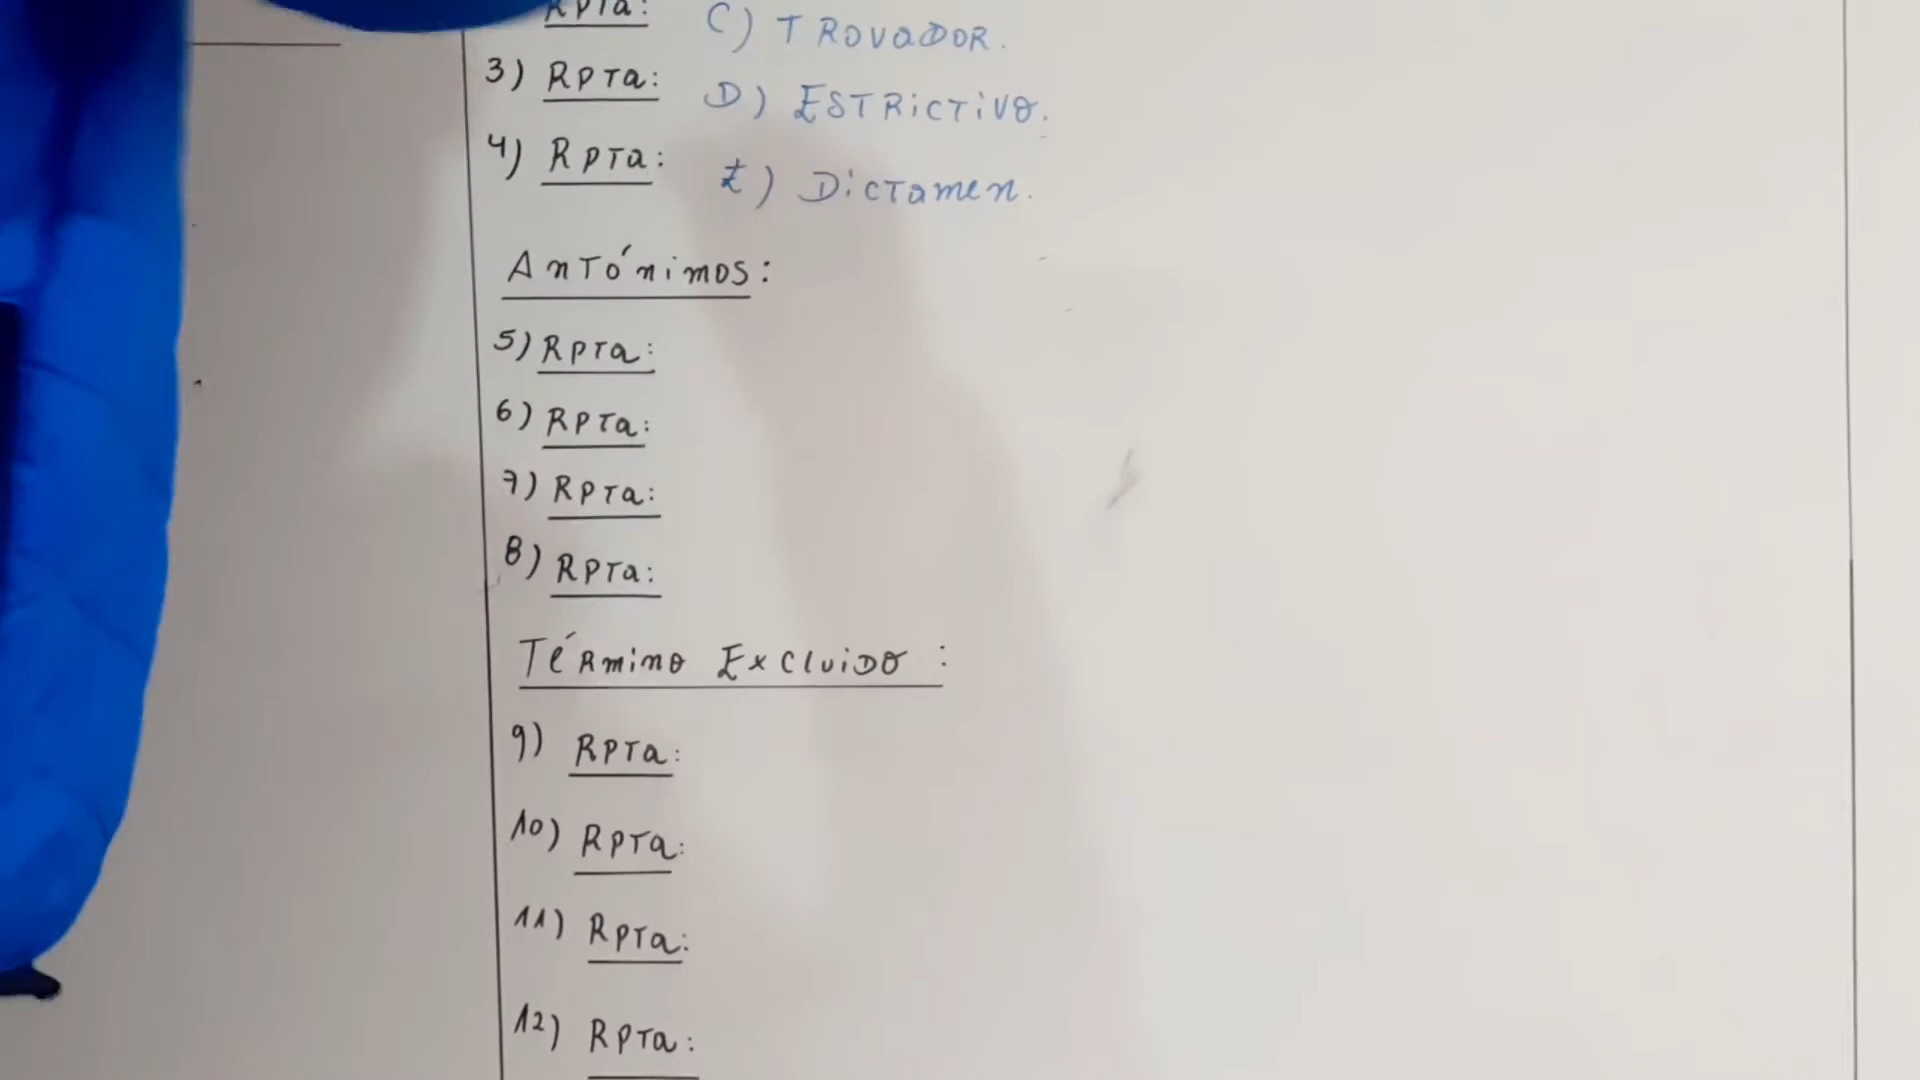 Rpta: C) TROVADOR.
3) Rpta: D) ESTRICTIVO.
4) Rpta: E) Dictamen.
Antónimos:
5) Rpta:
6) Rpta:
7) Rpta:
8) Rpta:
Término Excluido:
9) Rpta:
10) Rpta:
11) Rpta:
12) Rpta: